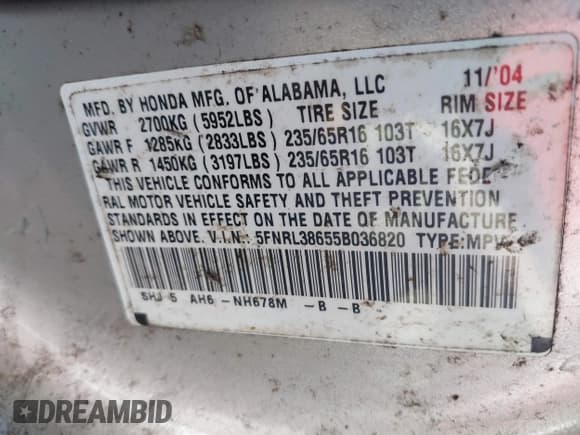 MFD. BY HONDA MFG. OF ALABAMA, LLC 11/'04
GVWR 2700KG (5952LBS) TIRE SIZE RIM SIZE
GAWR F 1285KG (2833LBS) 235/65R16 103T 16X7J
GAWR R 1450KG (3197LBS) 235/65R16 103T 16X7J
THIS VEHICLE CONFORMS TO ALL APPLICABLE FEDE
RAL MOTOR VEHICLE SAFETY AND THEFT PREVENTION
STANDARDS IN EFFECT ON THE DATE OF MANUFACTURE
SHOWN ABOVE. V.I.N.: 5FNRL38655B036820 TYPE:MPV
SHJ 5 AH6 -NH678M -B -B
DREAMBID